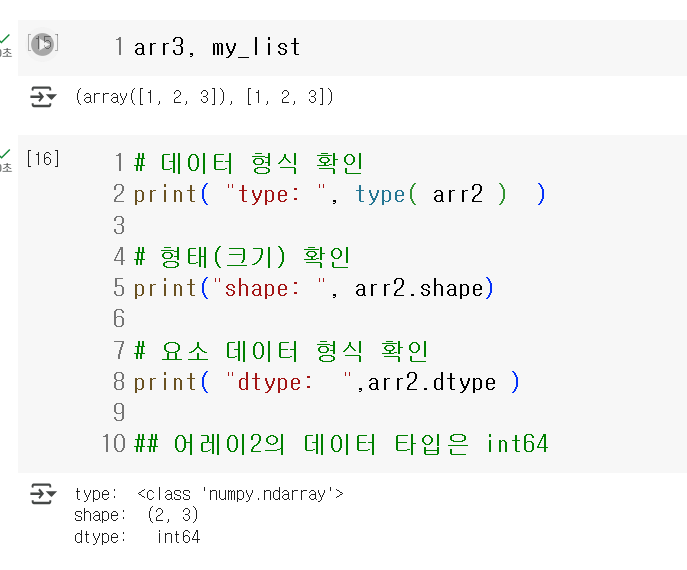 [15]
1 arr3, my_list
0초
(array([1, 2, 3]), [1, 2, 3])
[16]
0초
1 # 데이터 형식 확인
2 print( "type: ", type( arr2 )  )
3
4 # 형태(크기) 확인
5 print("shape: ", arr2.shape)
6
7 # 요소 데이터 형식 확인
8 print( "dtype:  ",arr2.dtype )
9
10 ## 어레이2의 데이터 타입은 int64
type:  <class 'numpy.ndarray'>
shape:  (2, 3)
dtype:   int64